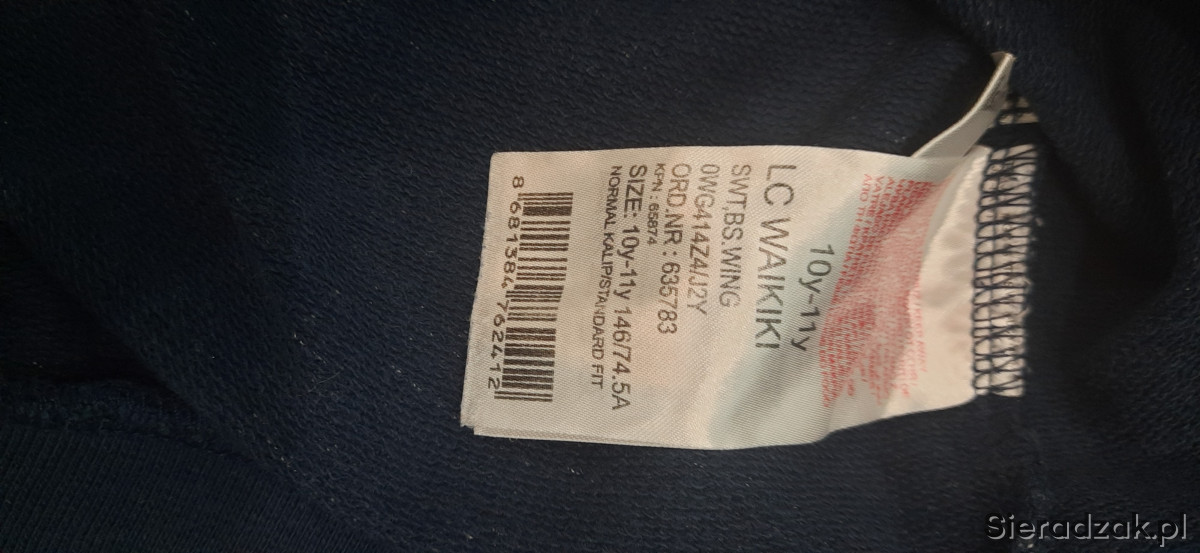 10y-11y
LC WAIKIKI
SWT,BS.WING
0WG414Z4/J2Y
ORD.NR : 635783
KPN : 65874
SIZE: 10y-11y 146/74.5A
NORMAL KALIP/STANDARD FIT
8 681384 762412
Sieradzak.pl